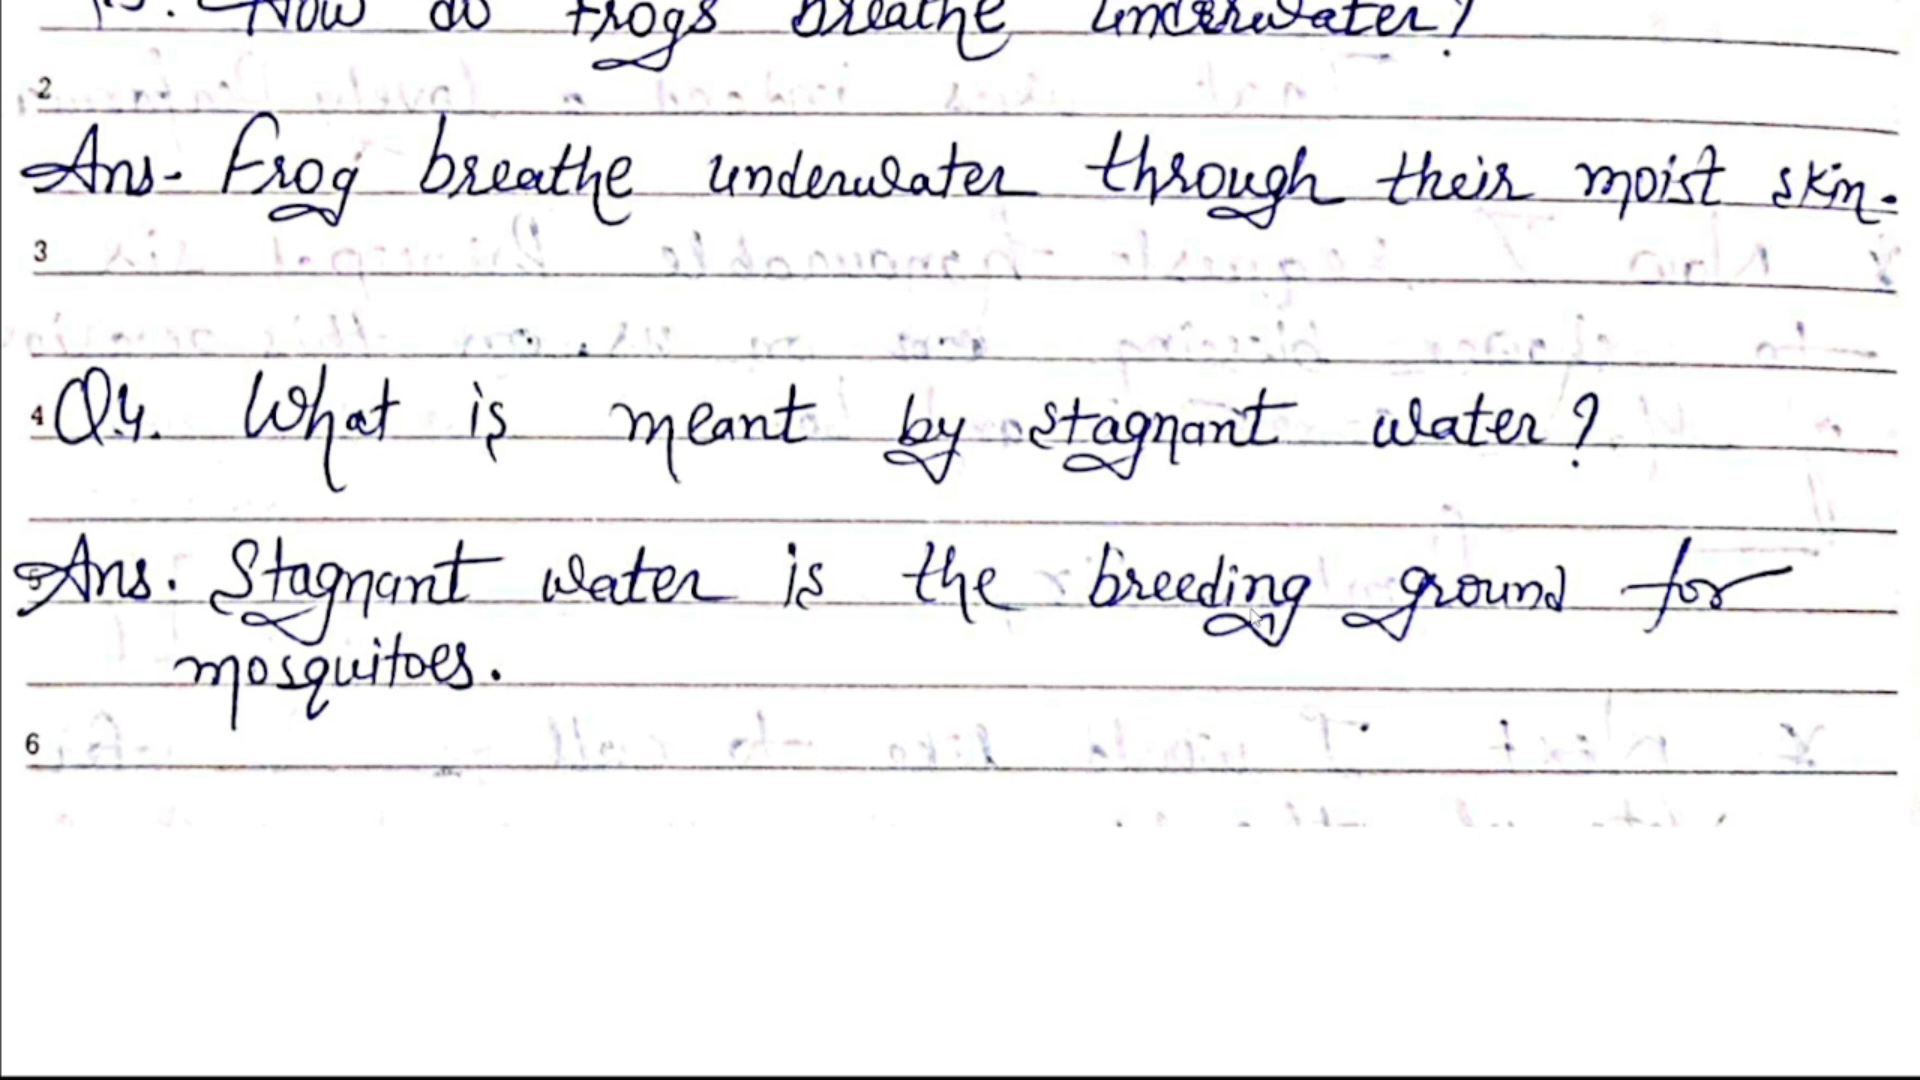 How do frogs breathe underwater?
2
Ans- Frog breathe underwater through their moist skin.
3
4 Q4. What is meant by stagnant water?
5 Ans. Stagnant water is the breeding ground for
mosquitoes.
6